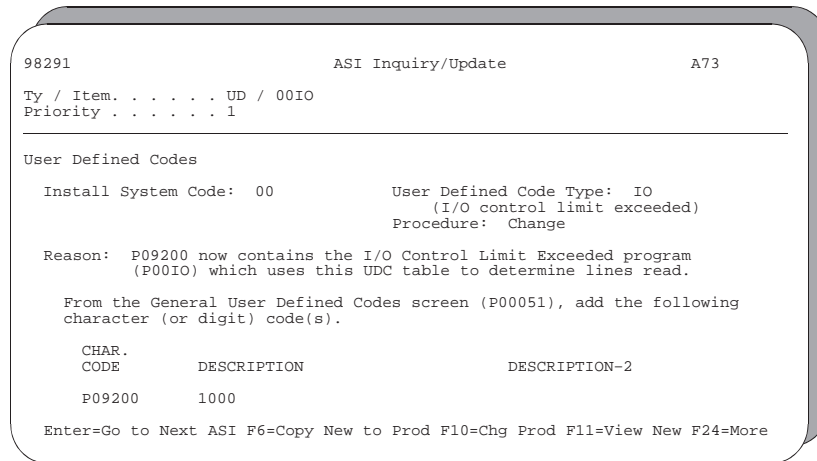 98291 ASI Inquiry/Update A73
Ty / Item. . . . . . UD / 00IO
Priority . . . . . . 1
User Defined Codes
Install System Code: 00 User Defined Code Type: IO
(I/O control limit exceeded)
Procedure: Change
Reason: P09200 now contains the I/O Control Limit Exceeded program
(P00IO) which uses this UDC table to determine lines read.
From the General User Defined Codes screen (P00051), add the following
character (or digit) code(s).
CHAR.
CODE DESCRIPTION DESCRIPTION-2
P09200 1000
Enter=Go to Next ASI F6=Copy New to Prod F10=Chg Prod F11=View New F24=More